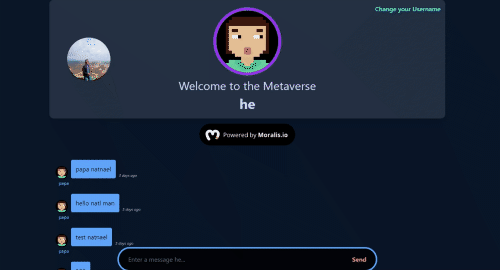 Change your Username
Welcome to the Metaverse
he
Powered by Moralis.io
papa natnael
3 days ago
papa
hello natl man
3 days ago
papa
test natnael
3 days ago
papa
Enter a message he...
Send